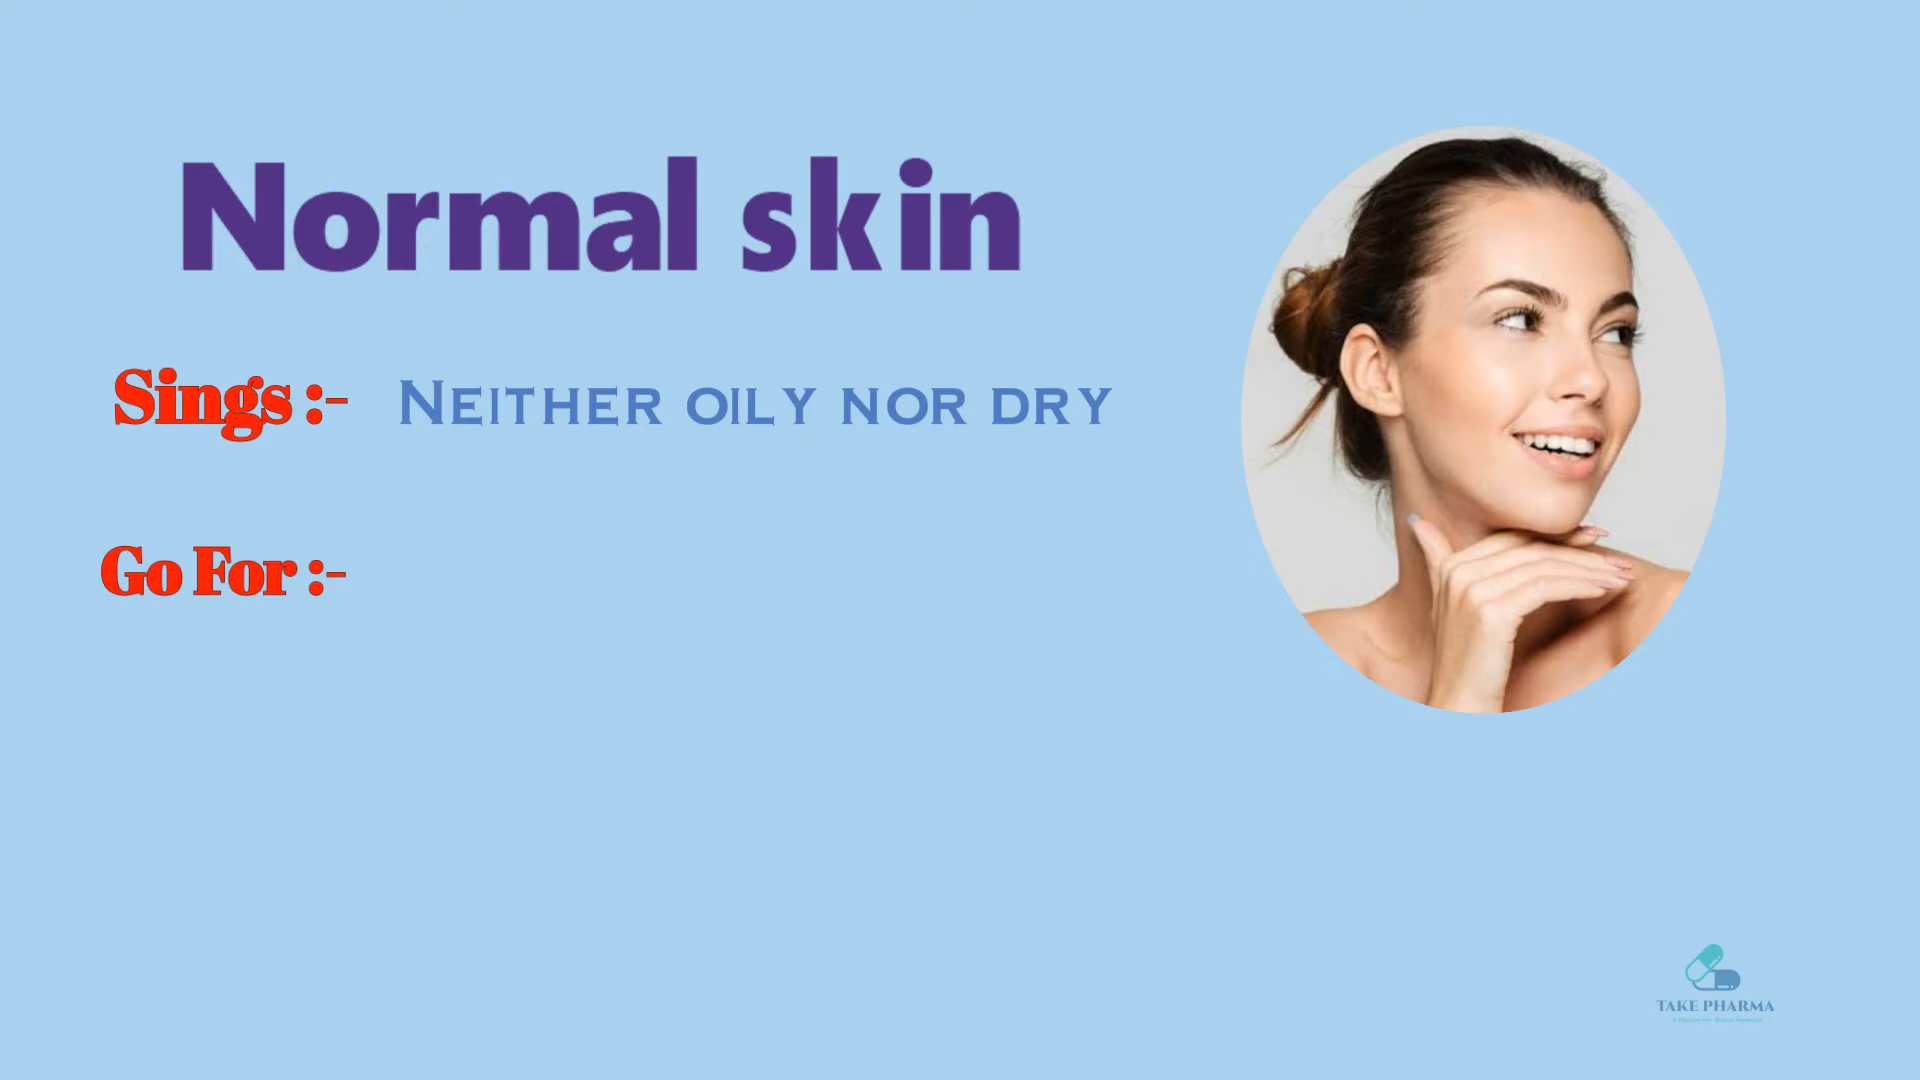 Normal skin
Sings :- Neither oily nor dry
Go For :-
TAKE PHARMA